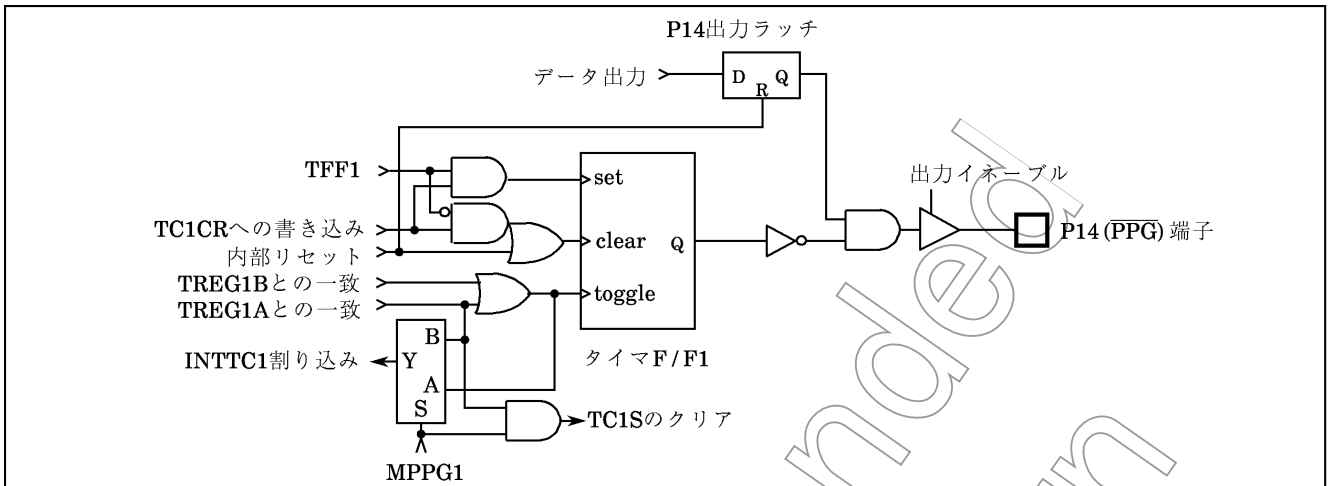 P14出力ラッチ
データ出力
D
Q
R
TFF1
set
出力イネーブル
TC1CRへの書き込み
clear
Q
P14 (PPG) 端子
内部リセット
TREG1Bとの一致
toggle
TREG1Aとの一致
B
タイマF/F1
INTTC1割り込み
Y
A
S
TC1Sのクリア
MPPG1